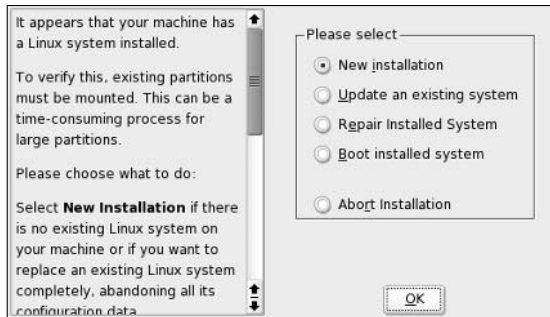 It appears that your machine has
a Linux system installed.
To verify this, existing partitions
must be mounted. This can be a
time-consuming process for
large partitions.
Please choose what to do:
Select New Installation if there
is no existing Linux system on
your machine or if you want to
replace an existing Linux system
completely, abandoning all its
configuration data.
Please select
New installation
Update an existing system
Repair Installed System
Boot installed system
Abort Installation
OK